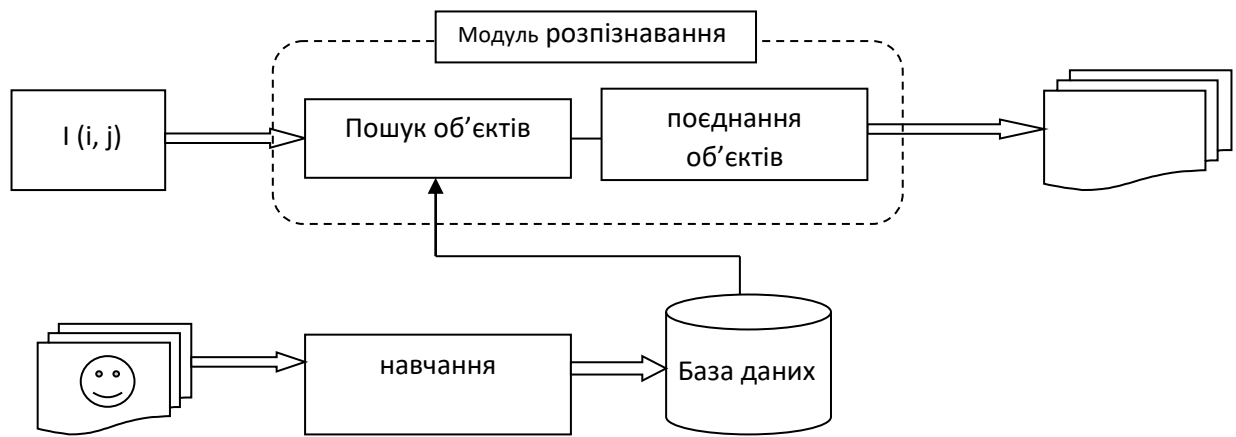 Модуль розпізнавання
I (i, j)
Пошук об’єктів
поєднання
об’єктів
навчання
База даних